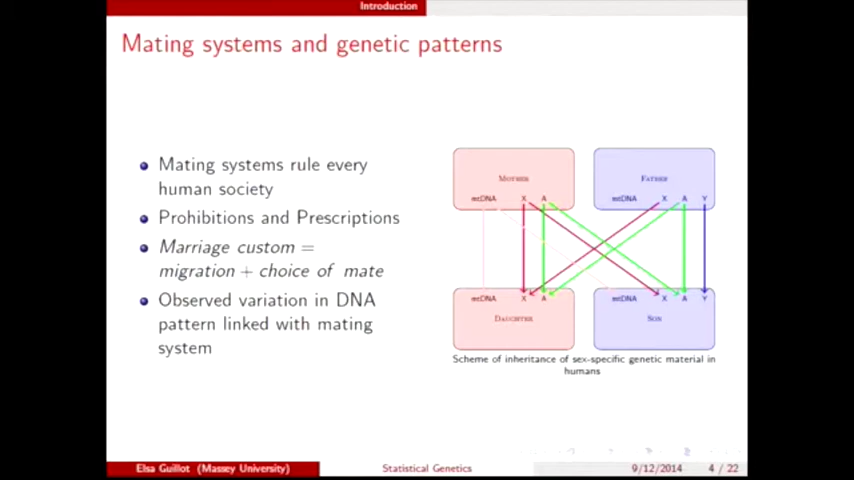 Introduction
Mating systems and genetic patterns
Mating systems rule every
human society
Prohibitions and Prescriptions
Marriage custom =
migration + choice of mate
Observed variation in DNA
pattern linked with mating
system
Mother Father
mtDNA X A mtDNA X A Y
mtDNA X A mtDNA X A Y
Daughter Son
Scheme of inheritance of sex-specific genetic material in
humans
Elsa Guillot (Massey University) Statistical Genetics 9/12/2014 4 / 22